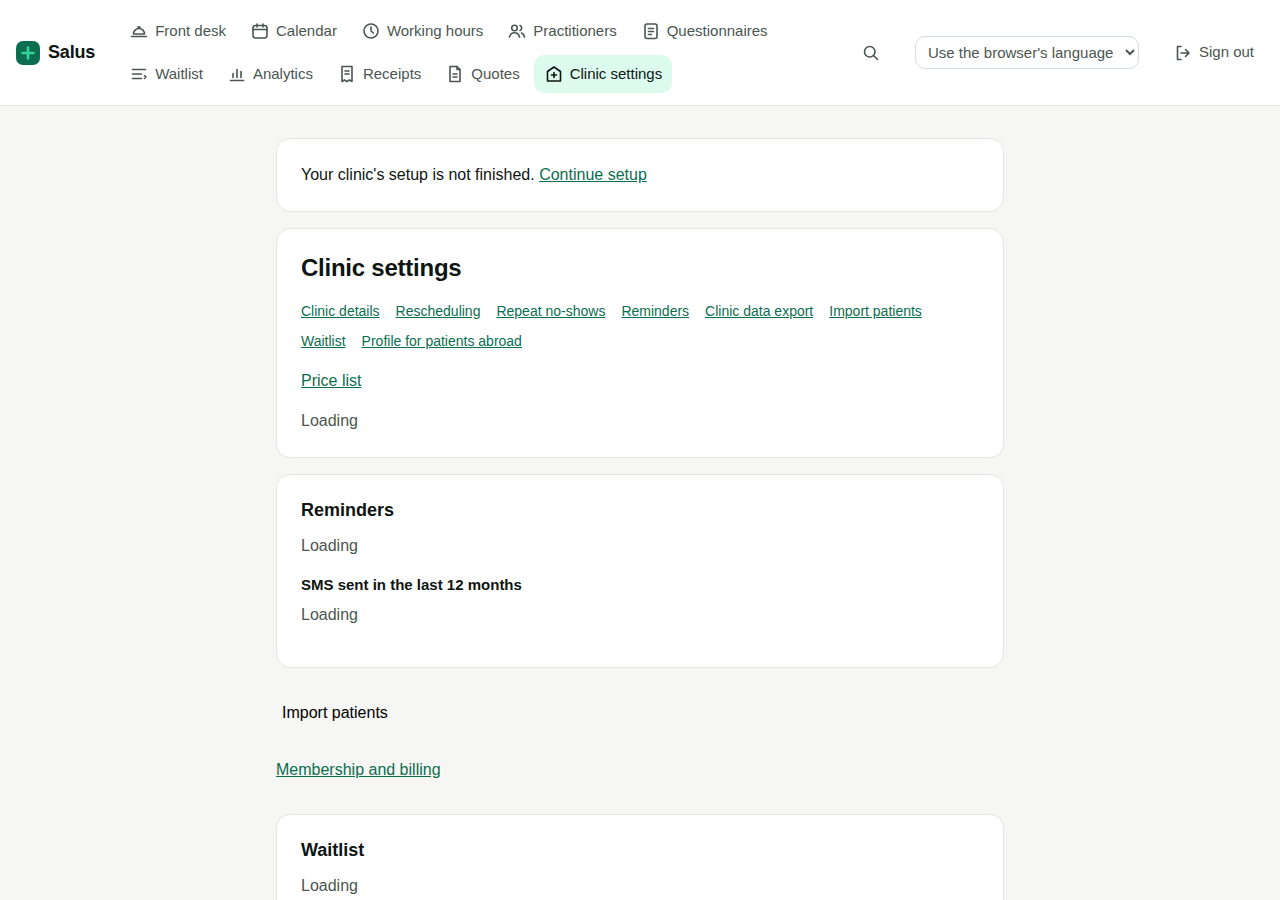 Salus
Front desk
Calendar
Working hours
Practitioners
Questionnaires
Waitlist
Analytics
Receipts
Quotes
Clinic settings
Use the browser's language
Sign out
Your clinic's setup is not finished. Continue setup
Clinic settings
Clinic details Rescheduling Repeat no-shows Reminders Clinic data export Import patients
Waitlist Profile for patients abroad
Price list
Loading
Reminders
Loading
SMS sent in the last 12 months
Loading
Import patients
Membership and billing
Waitlist
Loading